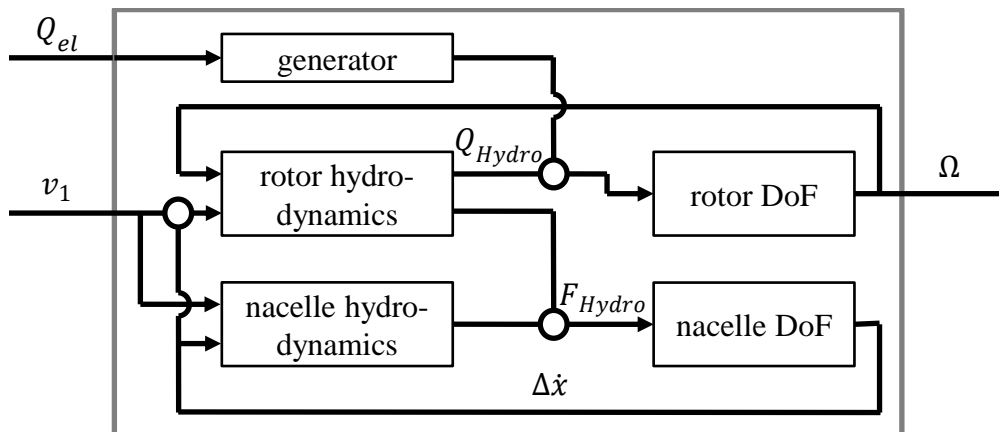 Q_el
generator
Q_Hydro
rotor hydro-
dynamics
rotor DoF
Ω
v_1
F_Hydro
nacelle hydro-
dynamics
nacelle DoF
Δẋ